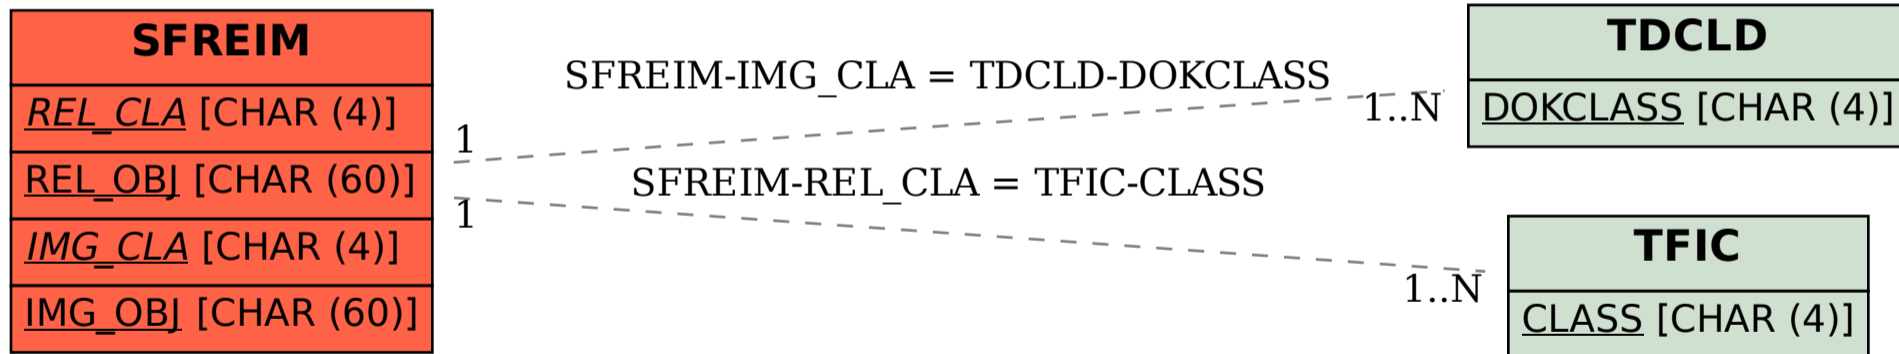 SFREIM
REL_CLA [CHAR (4)]
REL_OBJ [CHAR (60)]
IMG_CLA [CHAR (4)]
IMG_OBJ [CHAR (60)]
SFREIM-IMG_CLA = TDCLD-DOKCLASS
1
1..N
SFREIM-REL_CLA = TFIC-CLASS
1
1..N
TDCLD
DOKCLASS [CHAR (4)]
TFIC
CLASS [CHAR (4)]